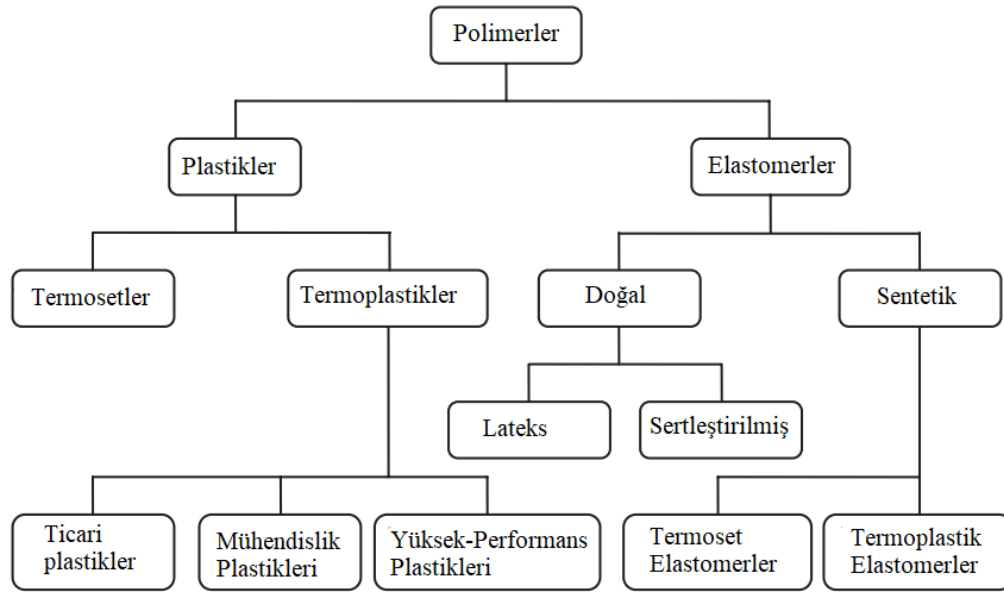 Polimerler
Plastikler
Elastomerler
Termosetler
Termoplastikler
Doğal
Sentetik
Lateks
Sertleştirilmiş
Ticari
plastikler
Mühendislik
Plastikleri
Yüksek-Performans
Plastikleri
Termoset
Elastomerler
Termoplastik
Elastomerler